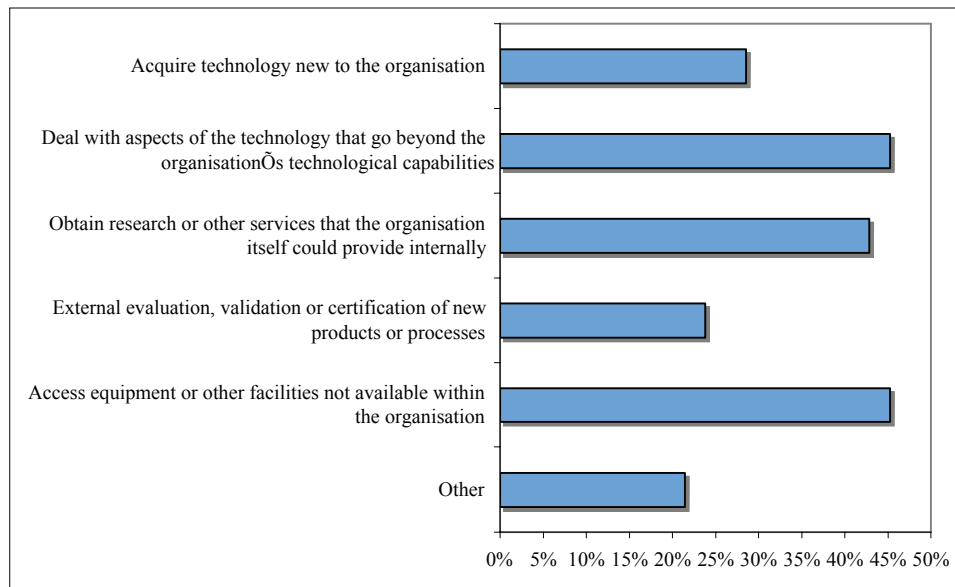 Acquire technology new to the organisation
Deal with aspects of the technology that go beyond the
organisationÕs technological capabilities
Obtain research or other services that the organisation
itself could provide internally
External evaluation, validation or certification of new
products or processes
Access equipment or other facilities not available within
the organisation
Other
0% 5% 10% 15% 20% 25% 30% 35% 40% 45% 50%